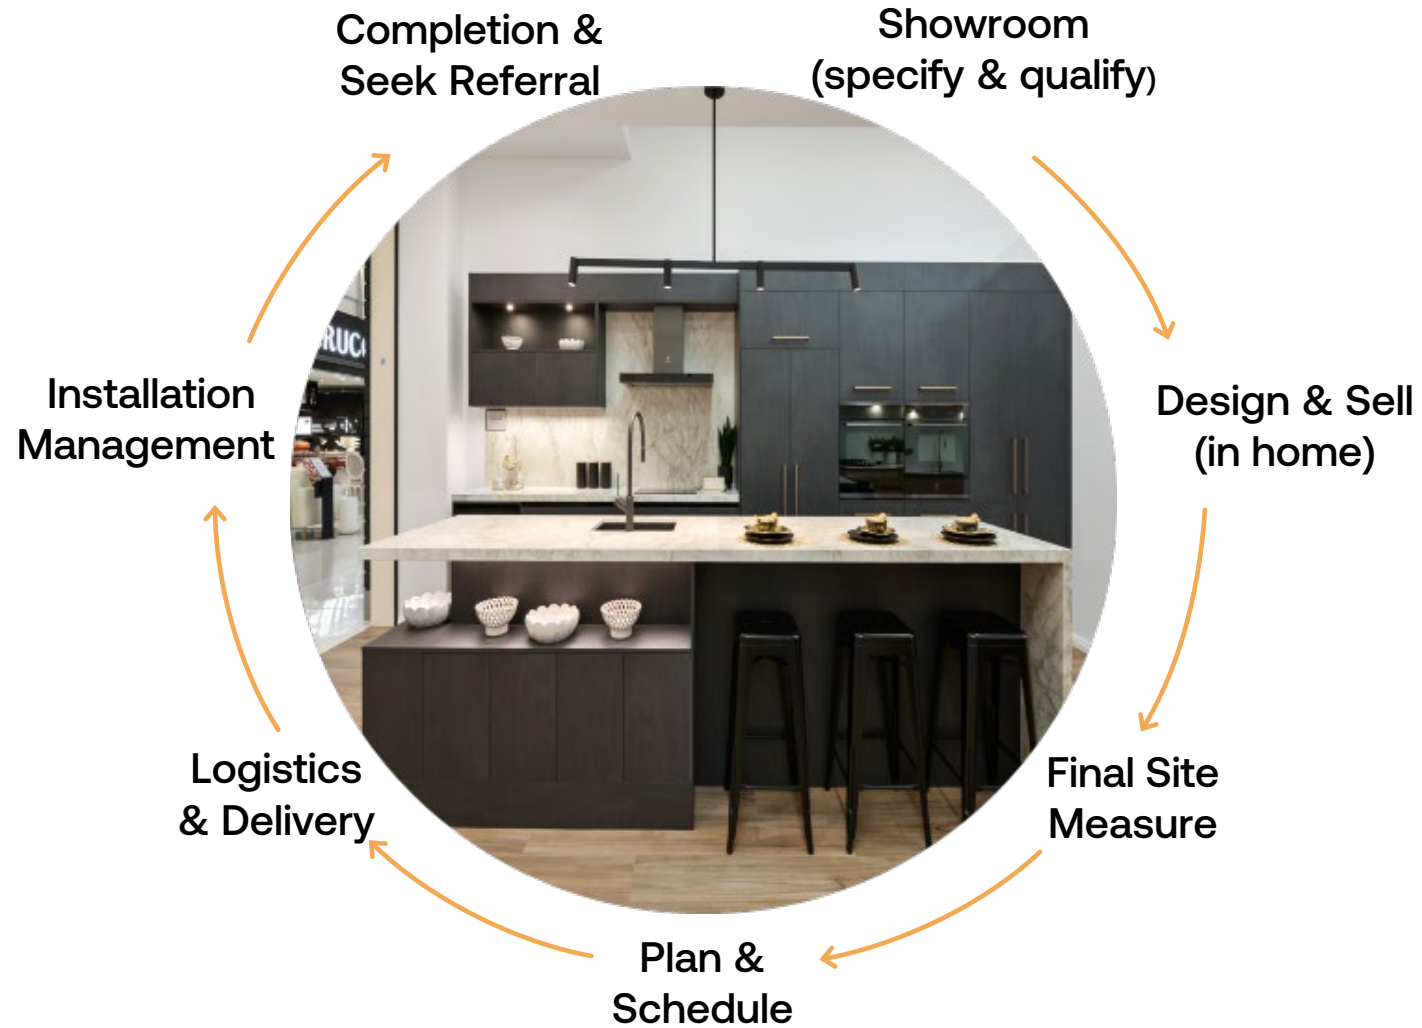 Completion &
Seek Referral
Showroom
(specify & qualify)
Design & Sell
(in home)
Final Site
Measure
Plan &
Schedule
Logistics
& Delivery
Installation
Management